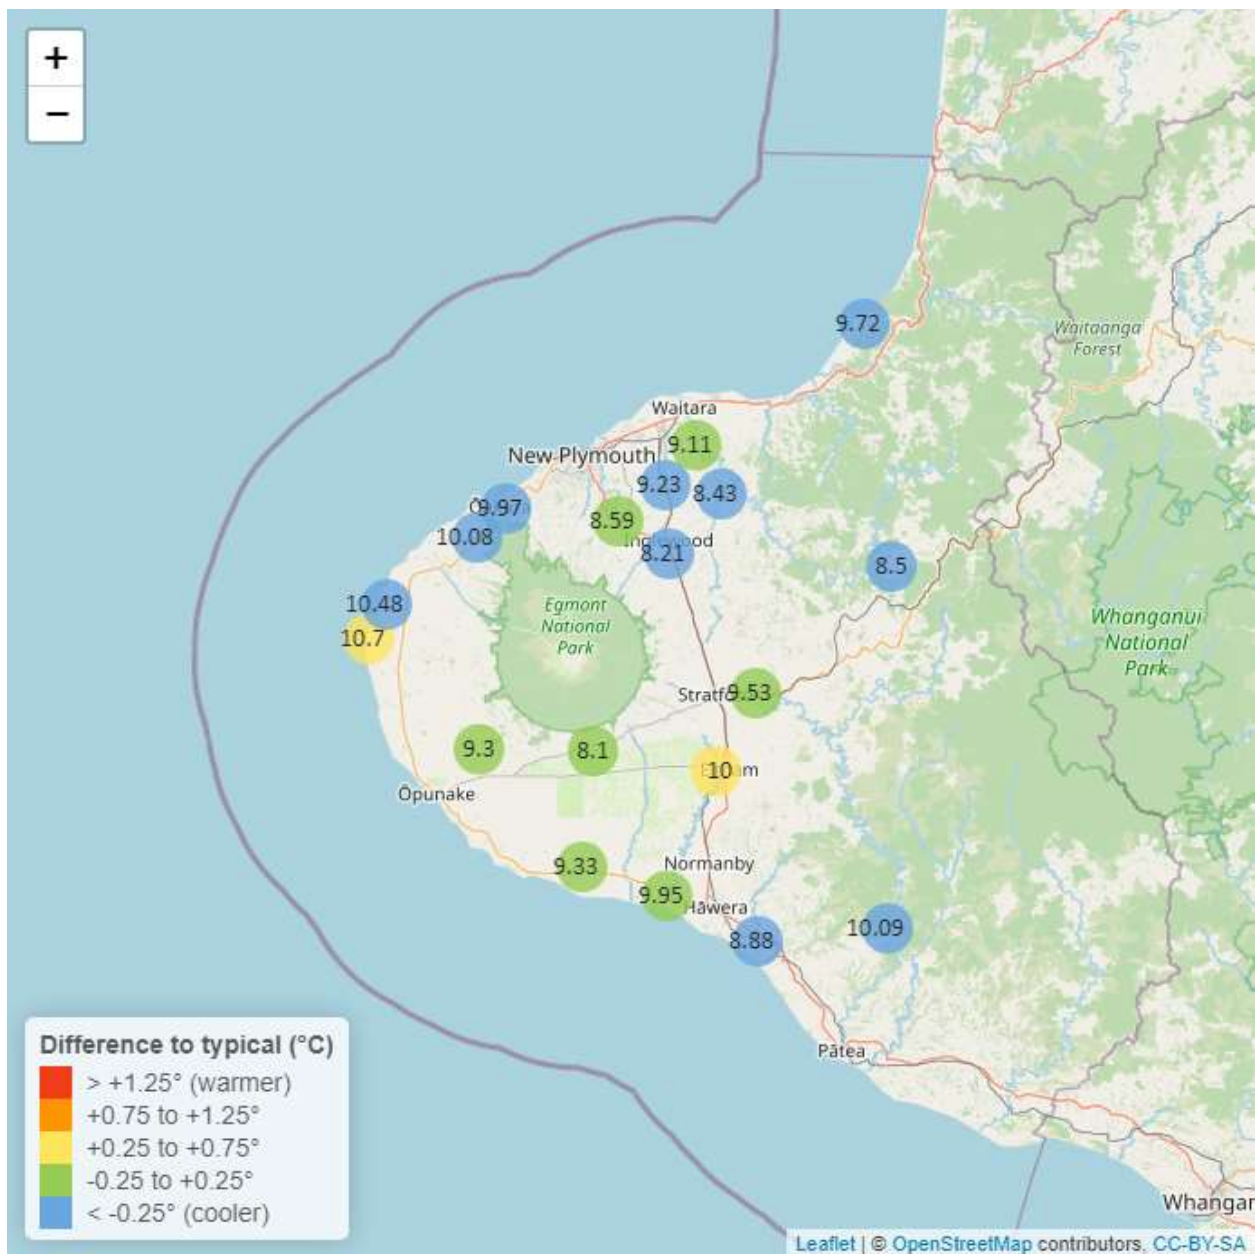 +
−
Waitaanga
Forest
9.72
Waitara
9.11
New Plymouth
9.23
8.43
9.97
8.59
10.08
8.21
8.5
10.48
Egmont
National
Park
Whanganui
National
Park
10.7
9.53
9.3
8.1
10
Ōpunake
Normanby
9.33
9.95
Hāwera
10.09
8.88
Pātea
Difference to typical (°C)
> +1.25° (warmer)
+0.75 to +1.25°
+0.25 to +0.75°
-0.25 to +0.25°
< -0.25° (cooler)
Whangar
Leaflet | © OpenStreetMap contributors, CC-BY-SA